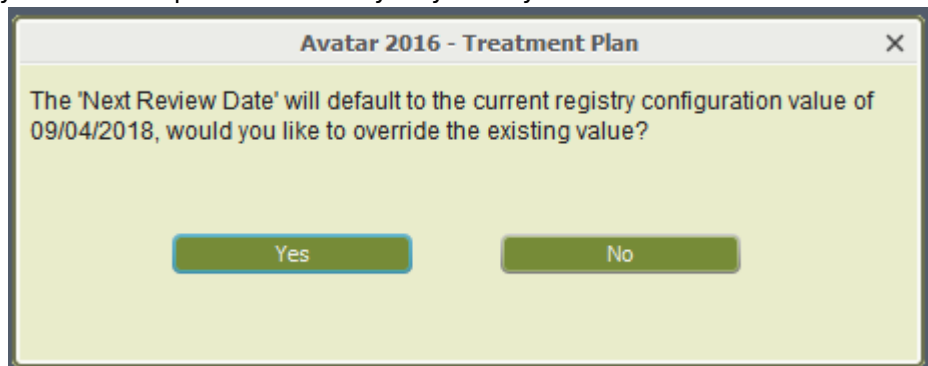 Avatar 2016 - Treatment Plan
The 'Next Review Date' will default to the current registry configuration value of
09/04/2018, would you like to override the existing value?
Yes No